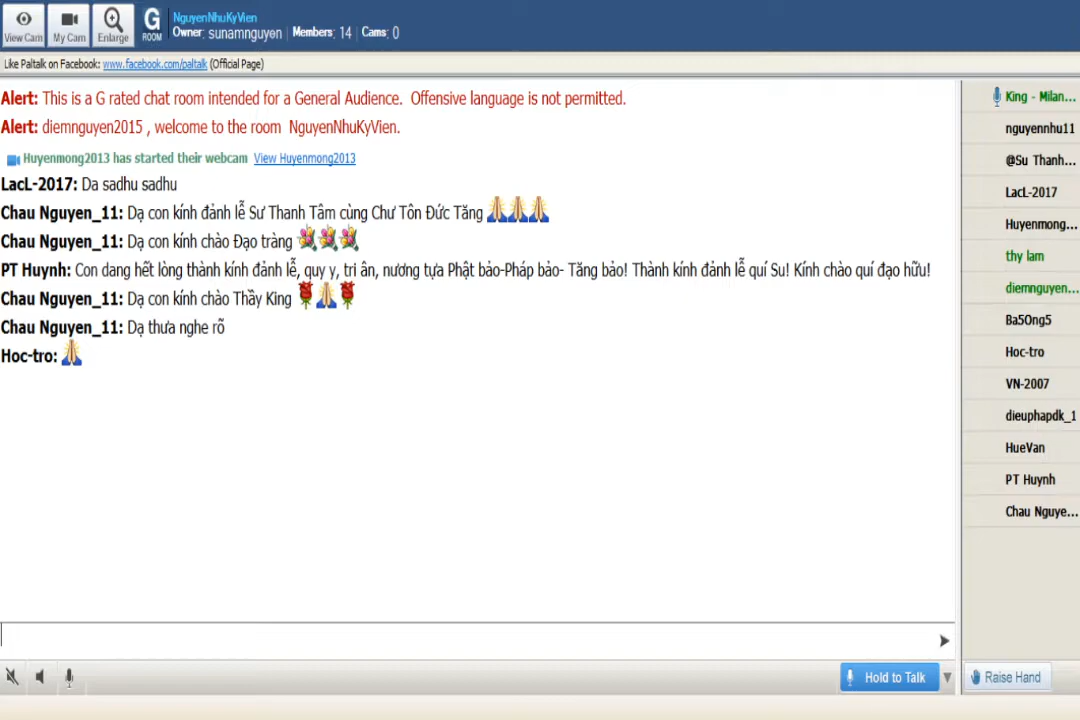 View Cam
My Cam
Enlarge
G
ROOM
NguyenNhuKyVien
Owner: sunamnguyen | Members: 14 | Cams: 0
Like Paltalk on Facebook: www.facebook.com/paltalk (Official Page)
Alert: This is a G rated chat room intended for a General Audience. Offensive language is not permitted.
Alert: diemnguyen2015 , welcome to the room NguyenNhuKyVien.
Huyenmong2013 has started their webcam View Huyenmong2013
LacL-2017: Da sadhu sadhu
Chau Nguyen_11: Dạ con kính đảnh lễ Sư Thanh Tâm cùng Chư Tôn Đức Tăng
Chau Nguyen_11: Dạ con kính chào Đạo tràng
PT Huynh: Con dang hết lòng thành kính đảnh lễ, quy y, tri ân, nương tựa Phật bảo-Pháp bảo- Tăng bảo! Thành kính đảnh lễ quí Su! Kính chào quí đạo hữu!
Chau Nguyen_11: Dạ con kính chào Thầy King
Chau Nguyen_11: Dạ thưa nghe rõ
Hoc-tro:
King - Milan...
nguyennhu11
@Su Thanh...
LacL-2017
Huyenmong...
thy lam
diemnguyen...
Ba5Ong5
Hoc-tro
VN-2007
dieuphapdk_1
HueVan
PT Huynh
Chau Nguye...
Hold to Talk
Raise Hand